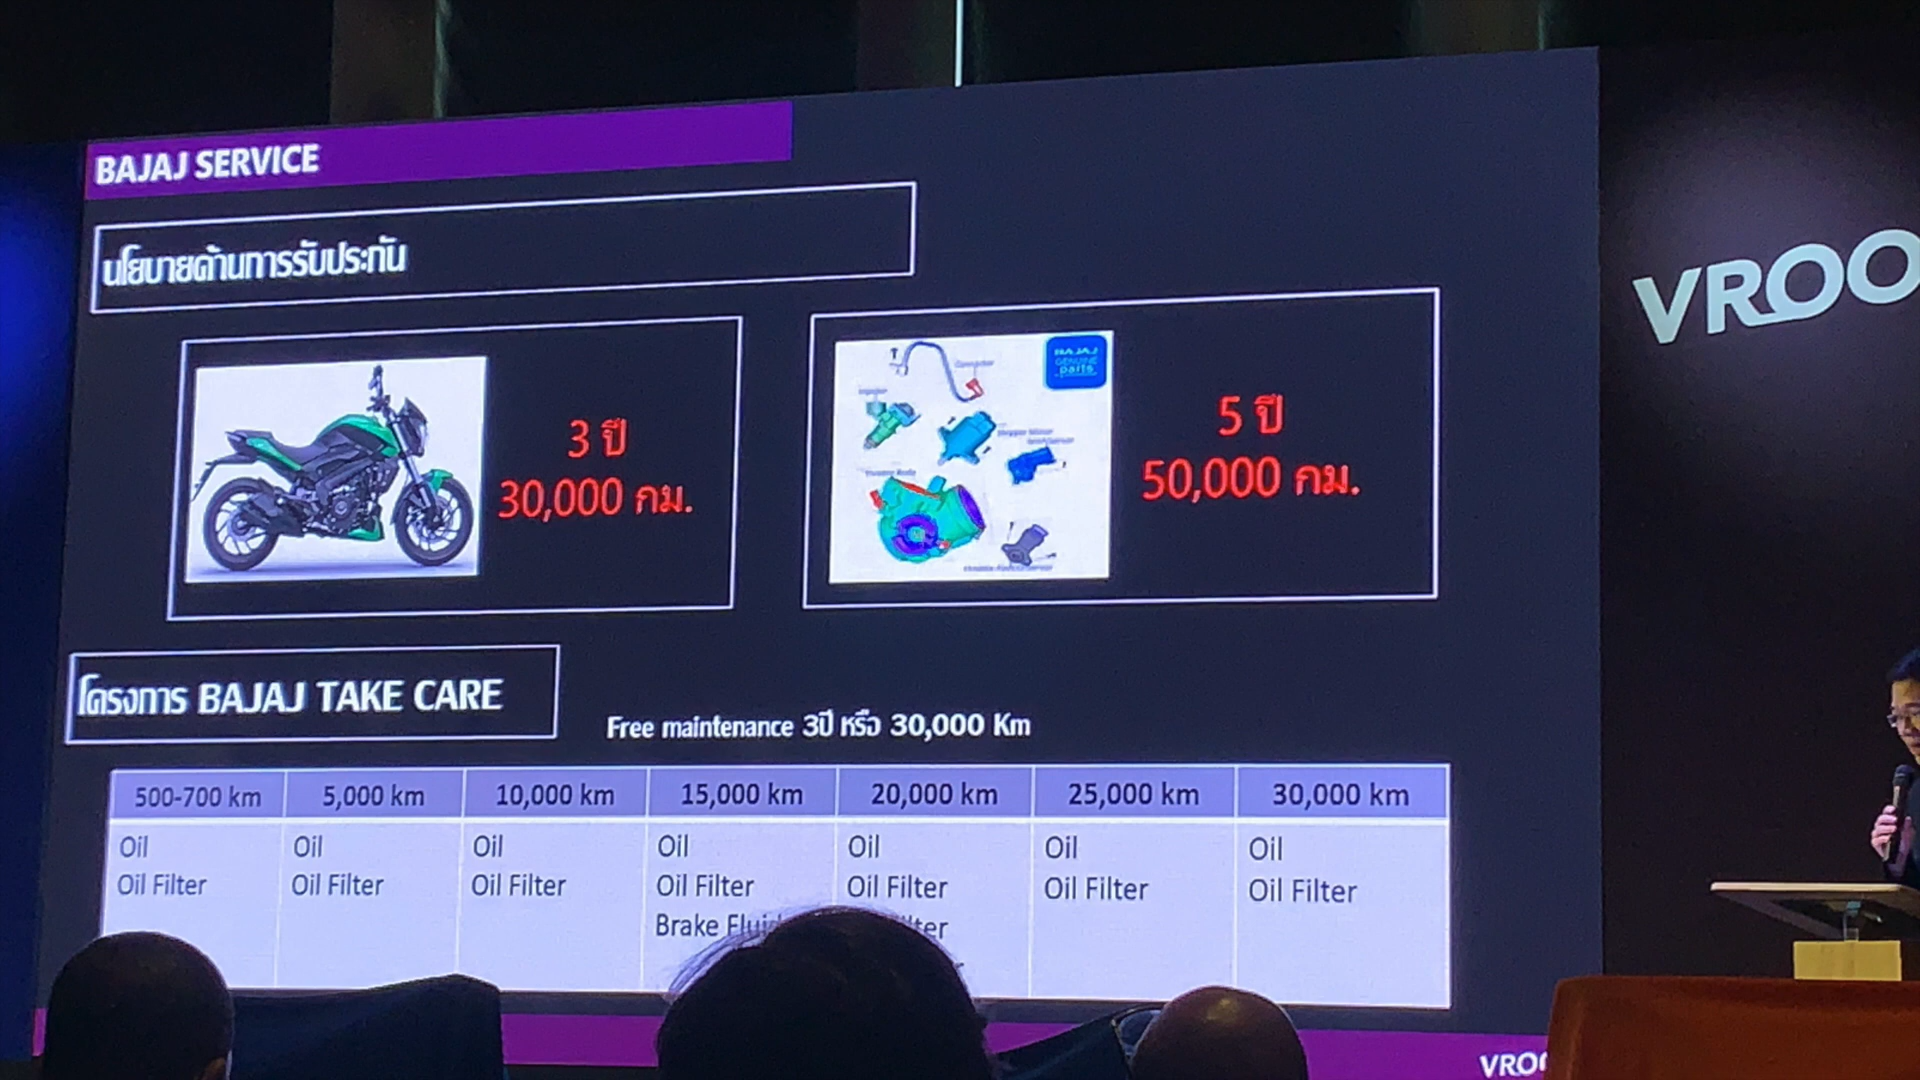 BAJAJ SERVICE
นโยบายด้านการรับประกัน
3 ปี
30,000 กม.
BAJAJ
GENUINE
parts
5 ปี
50,000 กม.
โครงการ BAJAJ TAKE CARE
Free maintenance 3ปี หรือ 30,000 Km
500-700 km 5,000 km 10,000 km 15,000 km 20,000 km 25,000 km 30,000 km
Oil Oil Oil Oil Oil Oil Oil
Oil Filter Oil Filter Oil Filter Oil Filter Oil Filter Oil Filter Oil Filter
Brake
VROO
VRO